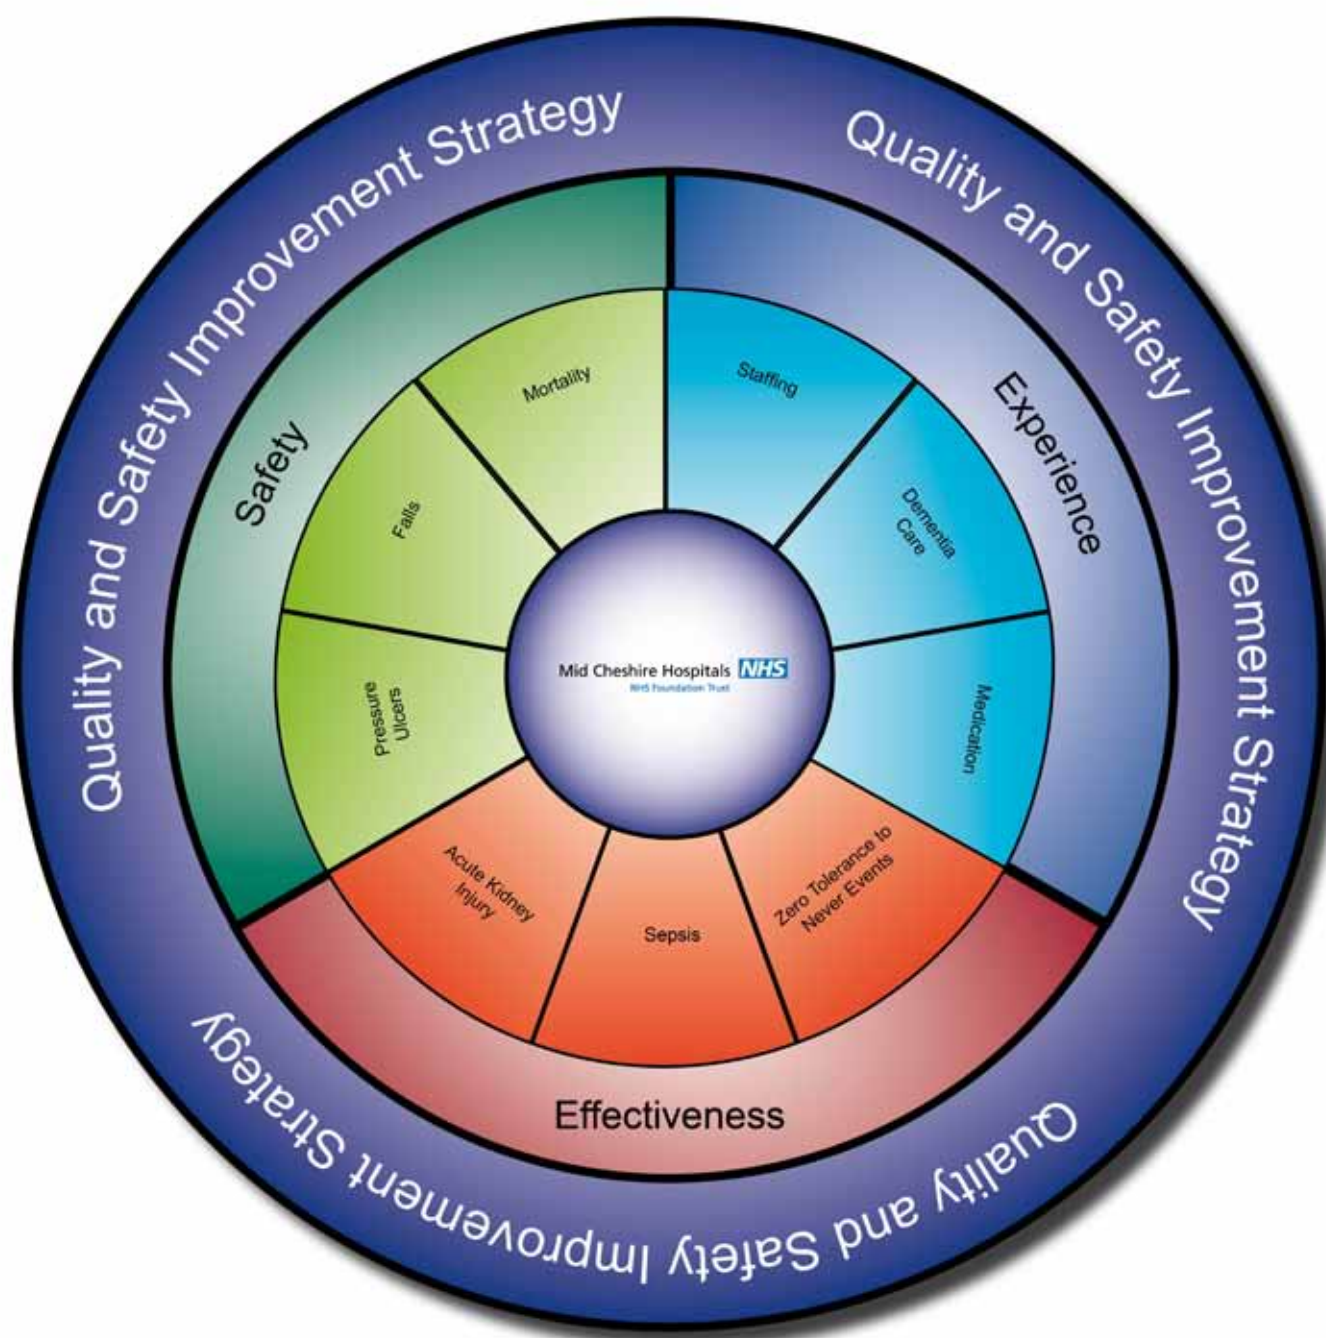 Quality and Safety Improvement Strategy
Quality and Safety Improvement Strategy
Quality and Safety Improvement Strategy
Safety
Experience
Effectiveness
Mortality
Falls
Pressure
Ulcers
Staffing
Dementia
Care
Medication
Acute Kidney
Injury
Sepsis
Zero Tolerance to
Never Events
Mid Cheshire Hospitals NHS
NHS Foundation Trust